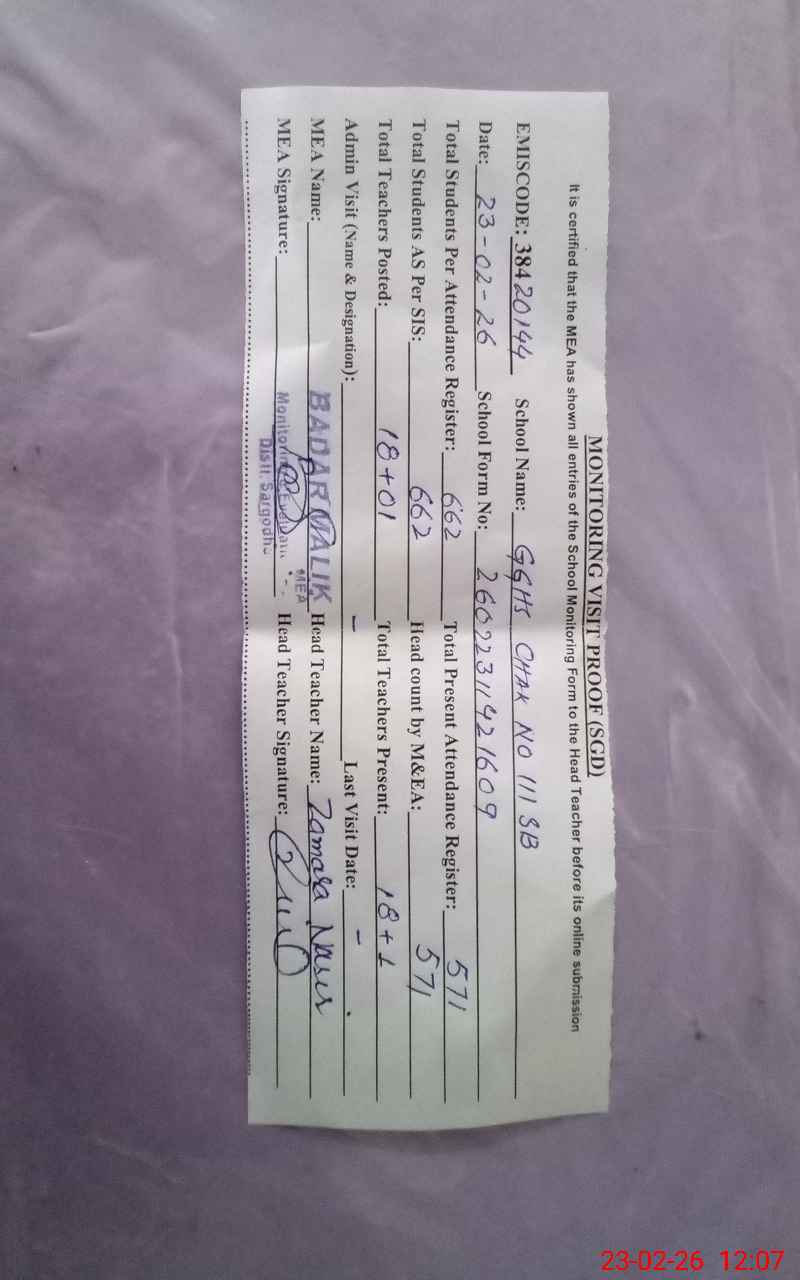 MONITORING VISIT PROOF (SGD)
It is certified that the MEA has shown all entries of the School Monitoring Form to the Head Teacher before its online submission
EMISCODE: 38420144 School Name: GGHS CHAK NO 111 SB
Date: 23-02-26 School Form No: 26022311421609
Total Students Per Attendance Register: 662 Total Present Attendance Register: 571
Total Students AS Per SIS: 662 Head count by M&EA: 571
Total Teachers Posted: 18+01 Total Teachers Present: 18+1
Admin Visit (Name & Designation): - Last Visit Date: -
MEA Name: BADAR MALIK MEA Head Teacher Name: Zamara
MEA Signature: Monitoring Head Teacher Signature:
Distt. Sargodha
23-02-26 12:07